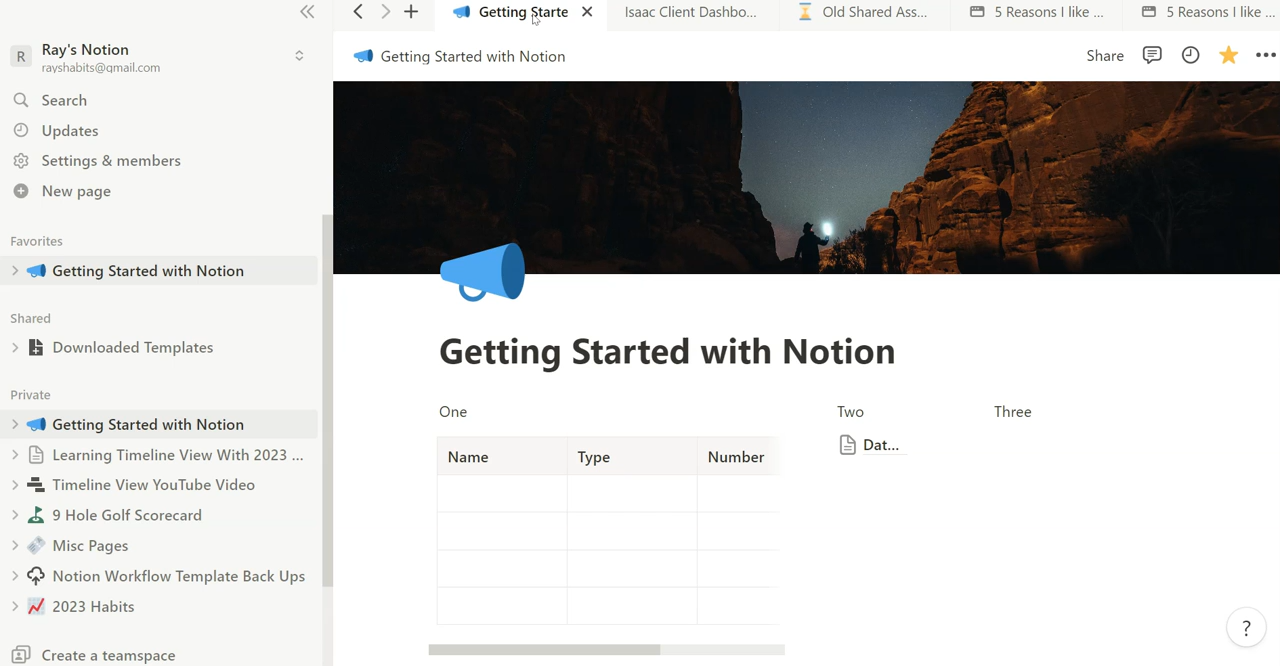 Getting Starte
Isaac Client Dashbo...
Old Shared Ass...
5 Reasons I like ...
5 Reasons I like ...
R
Ray's Notion
rayshabits@gmail.com
Getting Started with Notion
Share
Search
Updates
Settings & members
New page
Favorites
Getting Started with Notion
Shared
Downloaded Templates
Private
Getting Started with Notion
Learning Timeline View With 2023 ...
Timeline View YouTube Video
9 Hole Golf Scorecard
Misc Pages
Notion Workflow Template Back Ups
2023 Habits
Create a teamspace
Getting Started with Notion
One
Two
Three
Name
Type
Number
Dat...
?